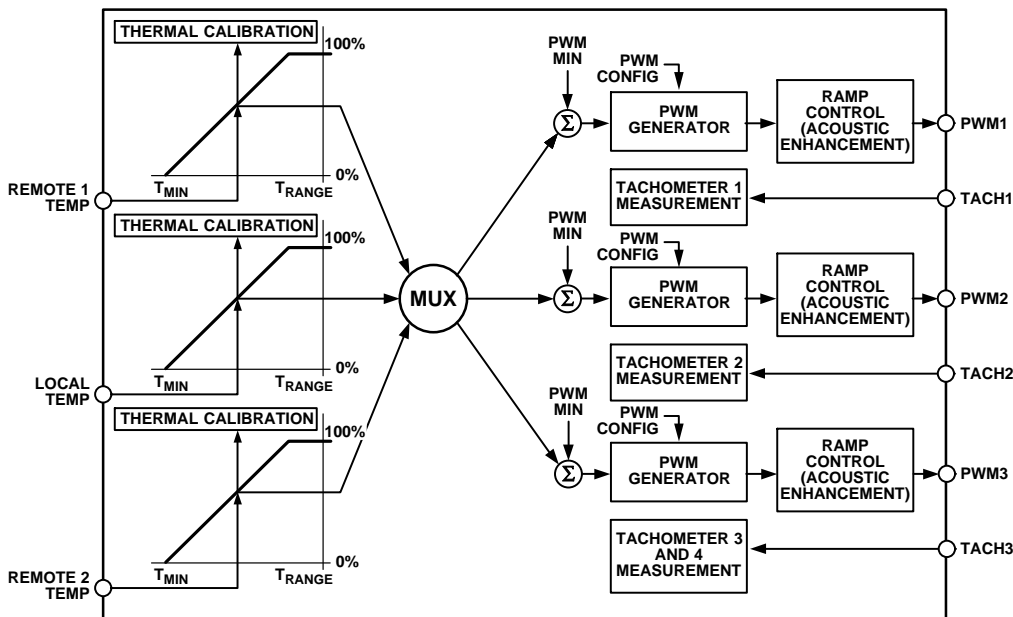 THERMAL CALIBRATION
100%
0%
T_MIN
T_RANGE
REMOTE 1
TEMP
THERMAL CALIBRATION
100%
0%
T_MIN
T_RANGE
LOCAL
TEMP
THERMAL CALIBRATION
100%
0%
T_MIN
T_RANGE
REMOTE 2
TEMP
MUX
PWM
MIN
PWM
CONFIG
Σ
PWM
GENERATOR
RAMP
CONTROL
(ACOUSTIC
ENHANCEMENT)
PWM1
TACHOMETER 1
MEASUREMENT
TACH1
PWM
MIN
PWM
CONFIG
Σ
PWM
GENERATOR
RAMP
CONTROL
(ACOUSTIC
ENHANCEMENT)
PWM2
TACHOMETER 2
MEASUREMENT
TACH2
PWM
MIN
PWM
CONFIG
Σ
PWM
GENERATOR
RAMP
CONTROL
(ACOUSTIC
ENHANCEMENT)
PWM3
TACHOMETER 3
AND 4
MEASUREMENT
TACH3